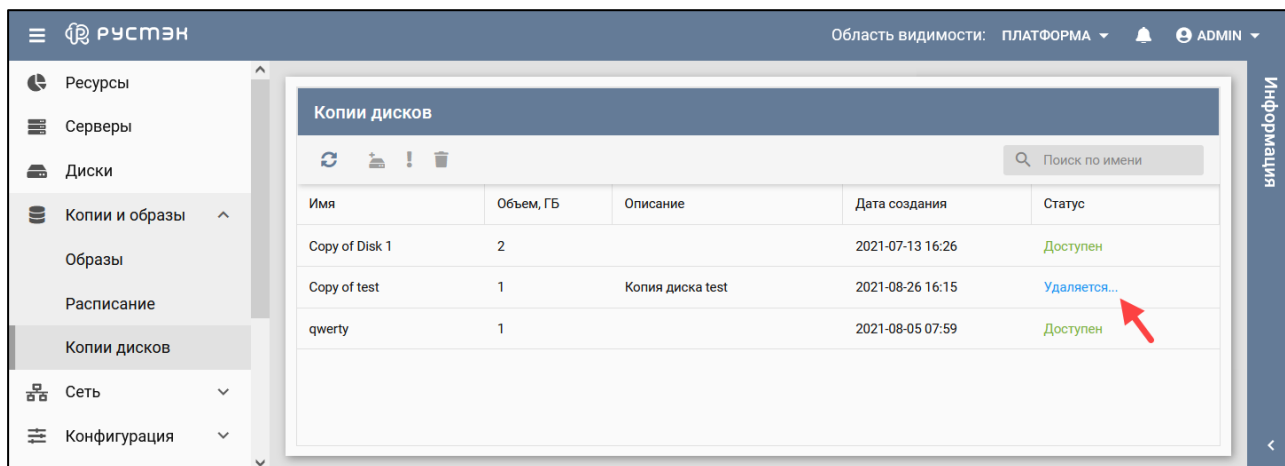 РУСТЭК
Область видимости: ПЛАТФОРМА
ADMIN
Ресурсы
Серверы
Диски
Копии и образы
Образы
Расписание
Копии дисков
Сеть
Конфигурация
Копии дисков
Поиск по имени
Имя Объем, ГБ Описание Дата создания Статус
Copy of Disk 1 2 2021-07-13 16:26 Доступен
Copy of test 1 Копия диска test 2021-08-26 16:15 Удаляется...
qwerty 1 2021-08-05 07:59 Доступен
Информация